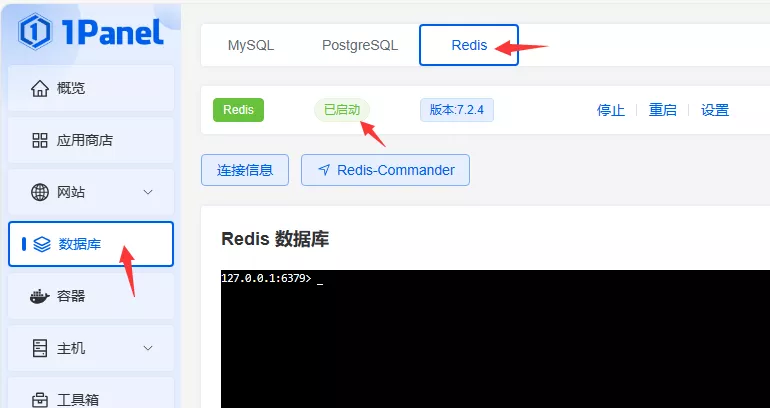 1Panel
概览
应用商店
网站
数据库
容器
主机
工具箱
MySQL PostgreSQL Redis
Redis 已启动 版本:7.2.4 停止 重启 设置
连接信息 Redis-Commander
Redis 数据库
127.0.0.1:6379> _